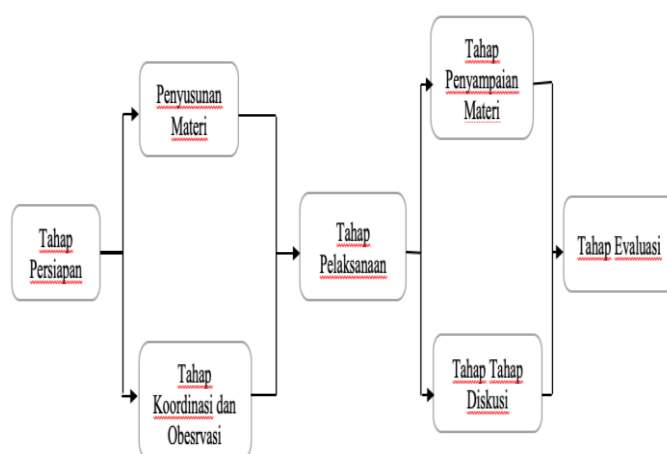 Tahap
Persiapan
Penyusunan
Materi
Tahap
Koordinasi dan
Obesrvasi
Tahap
Pelaksanaan
Tahap
Penyampaian
Materi
Tahap Tahap
Diskusi
Tahap Evaluasi